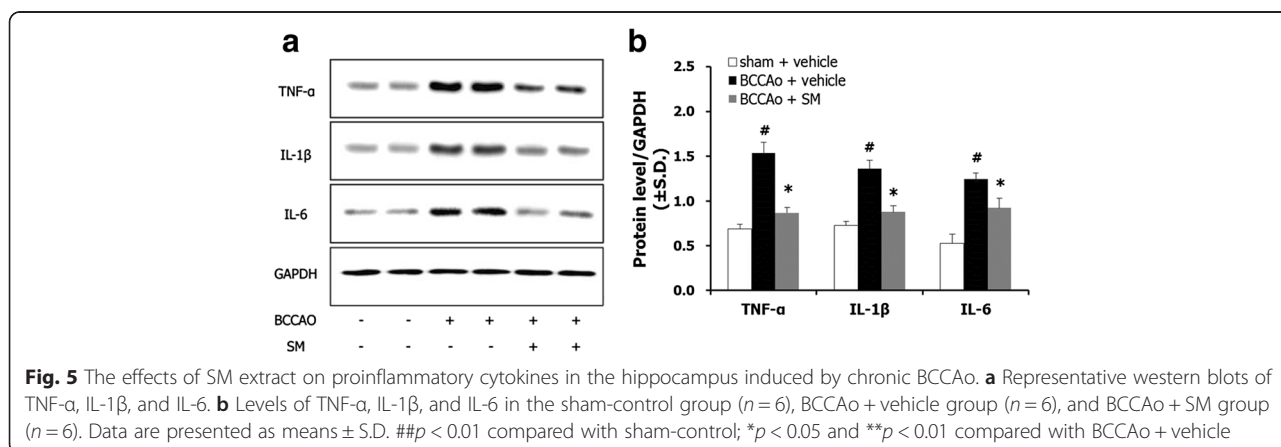 a
TNF-α
IL-1β
IL-6
GAPDH
BCCAO - - + + + +
SM - - - - + +
b
sham + vehicle
BCCAo + vehicle
BCCAo + SM
Protein level/GAPDH
(±S.D.)
2.5
2.0
1.5
1.0
0.5
0.0
# # #
* * *
TNF-α IL-1β IL-6
Fig. 5 The effects of SM extract on proinflammatory cytokines in the hippocampus induced by chronic BCCAo. a Representative western blots of
TNF-α, IL-1β, and IL-6. b Levels of TNF-α, IL-1β, and IL-6 in the sham-control group (n = 6), BCCAo + vehicle group (n = 6), and BCCAo + SM group
(n = 6). Data are presented as means ± S.D. ##p < 0.01 compared with sham-control; *p < 0.05 and **p < 0.01 compared with BCCAo + vehicle